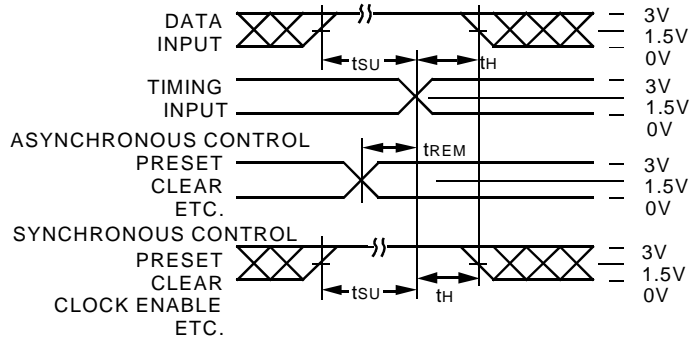 DATA
INPUT
3V
1.5V
0V
tSU
tH
TIMING
INPUT
3V
1.5V
0V
ASYNCHRONOUS CONTROL
tREM
PRESET
CLEAR
ETC.
3V
1.5V
0V
SYNCHRONOUS CONTROL
PRESET
CLEAR
CLOCK ENABLE
ETC.
tSU
tH
3V
1.5V
0V